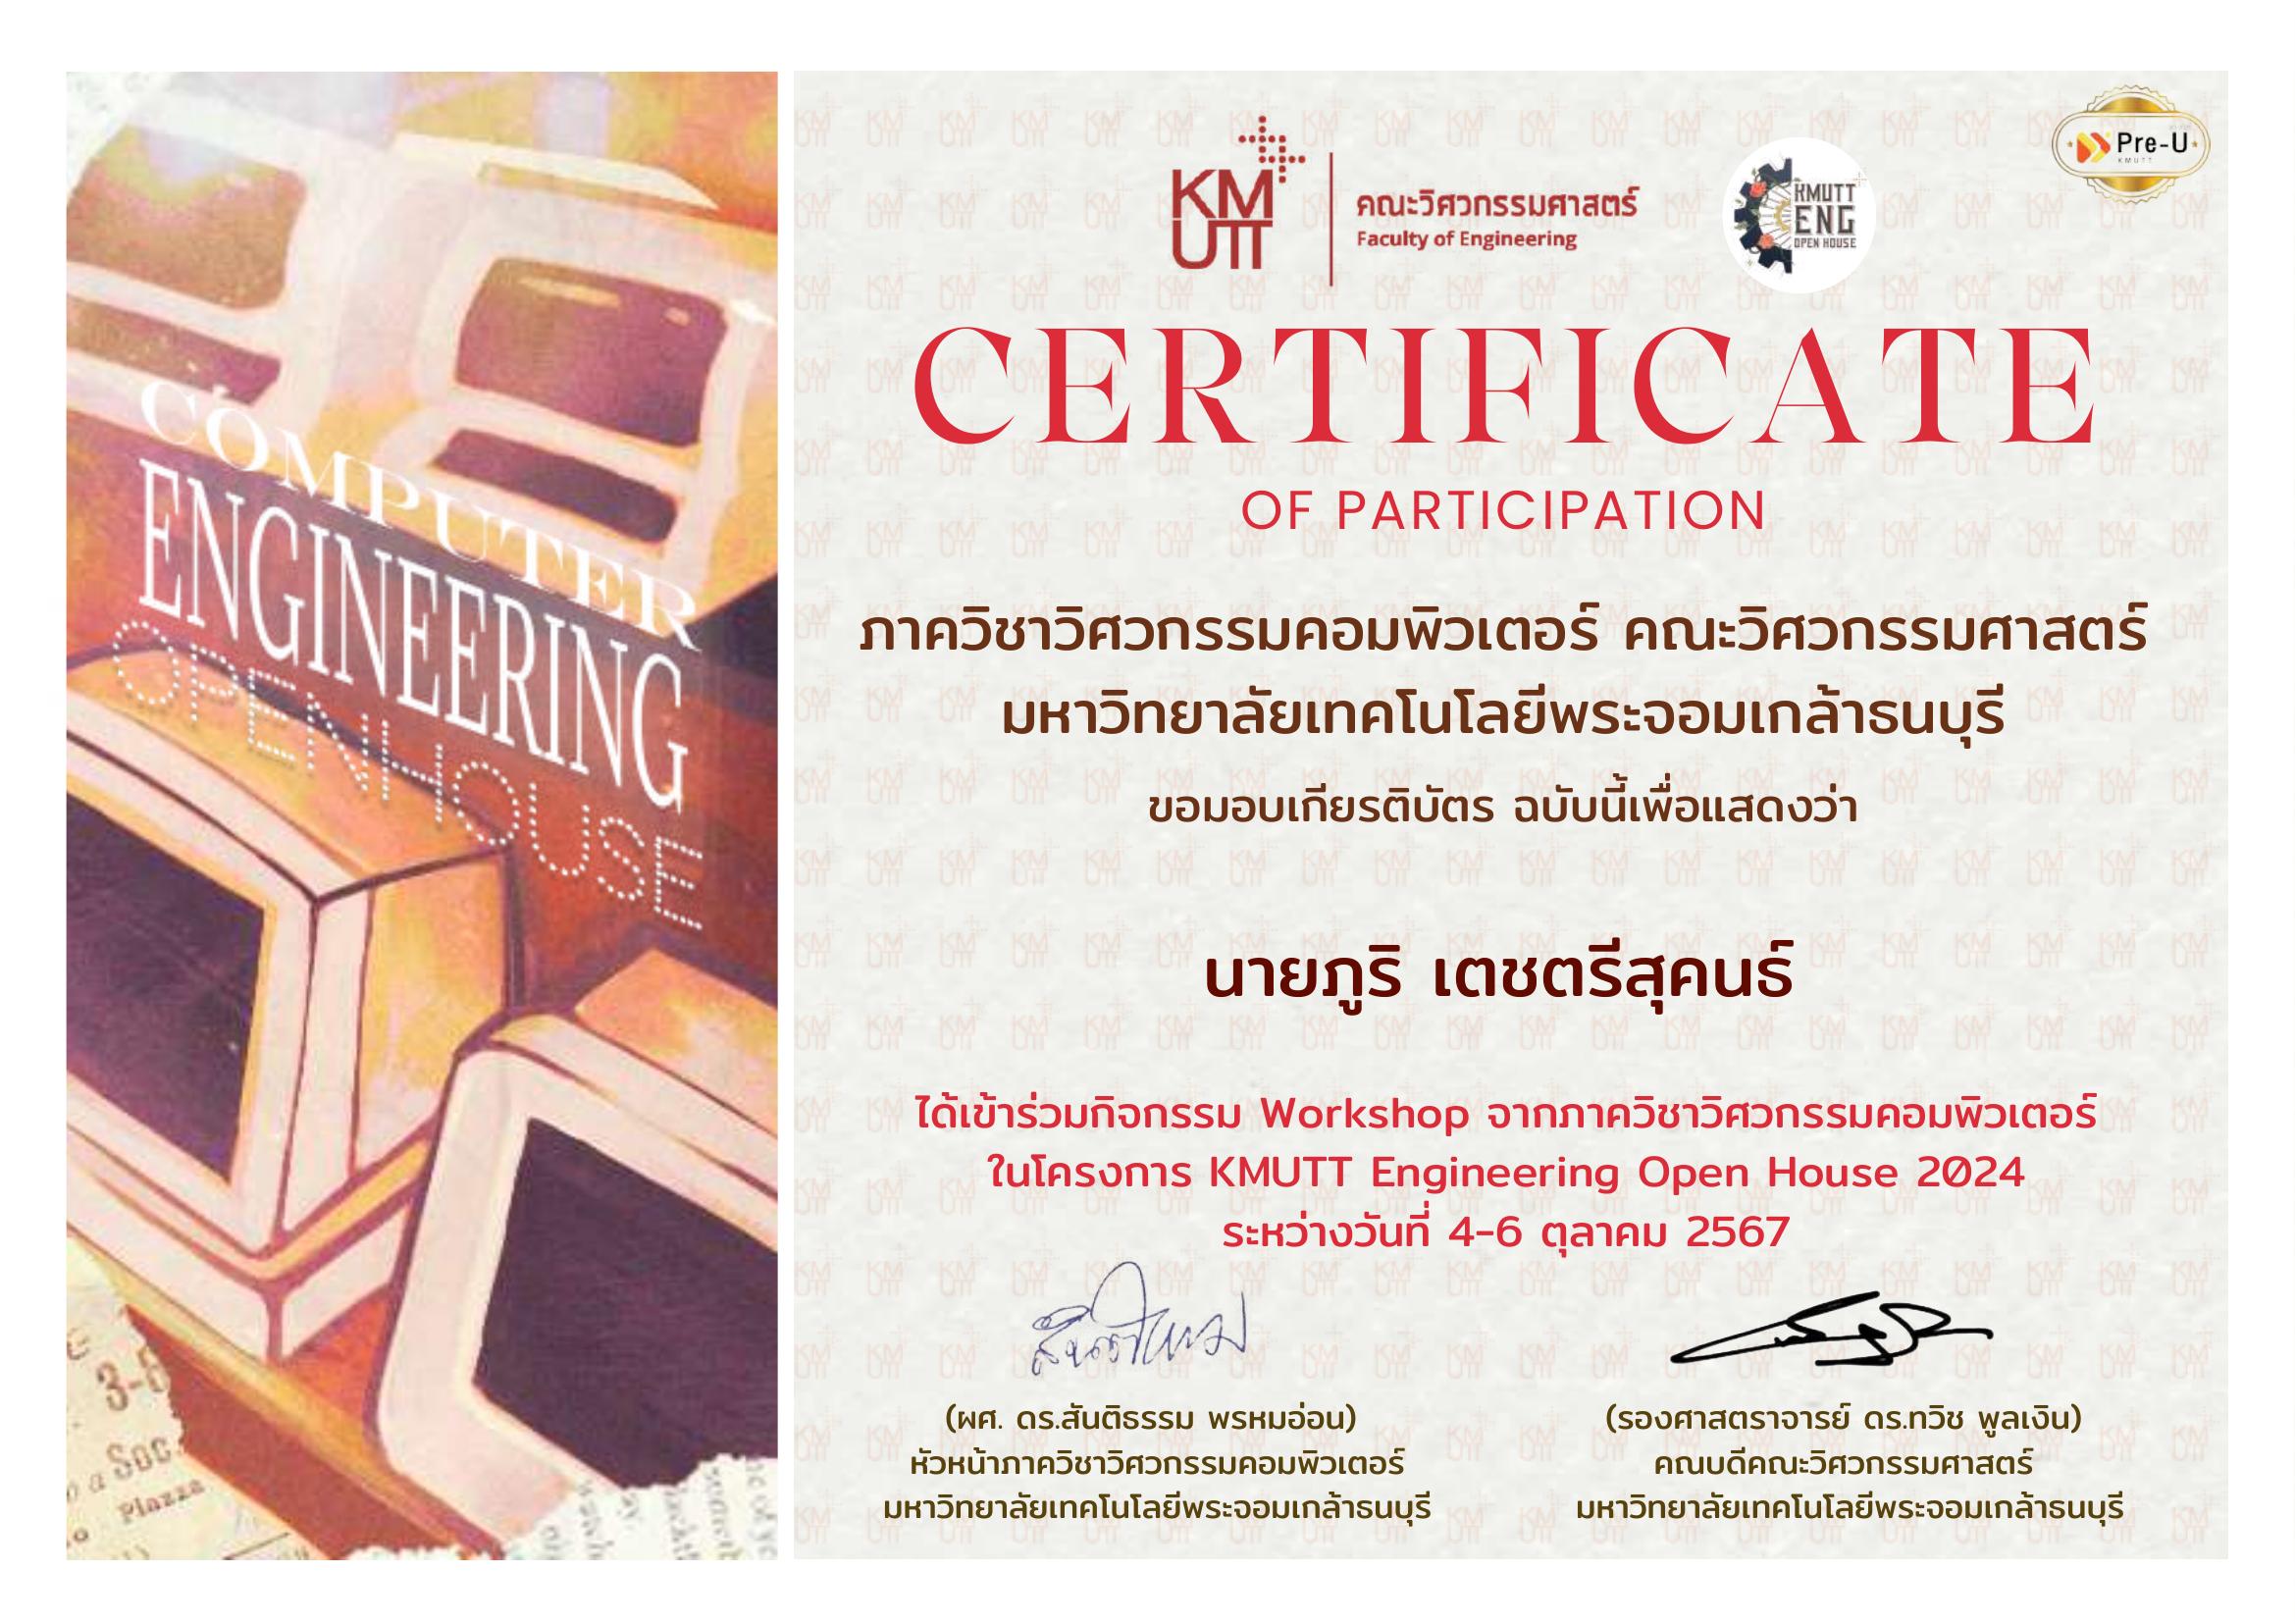 COMPUTER
ENGINEERING
OPENHOUSE
3-
a Soc
Piazza
KMUTT
คณะวิศวกรรมศาสตร์
Faculty of Engineering
KMUTT
ENG
OPEN HOUSE
Pre-U
KMUTT
CERTIFICATE
OF PARTICIPATION
ภาควิชาวิศวกรรมคอมพิวเตอร์ คณะวิศวกรรมศาสตร์
มหาวิทยาลัยเทคโนโลยีพระจอมเกล้าธนบุรี
ขอมอบเกียรติบัตร ฉบับนี้เพื่อแสดงว่า
นายภูริ เตชตรีสุคนธ์
ได้เข้าร่วมกิจกรรม Workshop จากภาควิชาวิศวกรรมคอมพิวเตอร์
ในโครงการ KMUTT Engineering Open House 2024
ระหว่างวันที่ 4-6 ตุลาคม 2567
(ผศ. ดร.สันติธรรม พรหมอ่อน)
หัวหน้าภาควิชาวิศวกรรมคอมพิวเตอร์
มหาวิทยาลัยเทคโนโลยีพระจอมเกล้าธนบุรี
(รองศาสตราจารย์ ดร.ทวิช พูลเงิน)
คณบดีคณะวิศวกรรมศาสตร์
มหาวิทยาลัยเทคโนโลยีพระจอมเกล้าธนบุรี